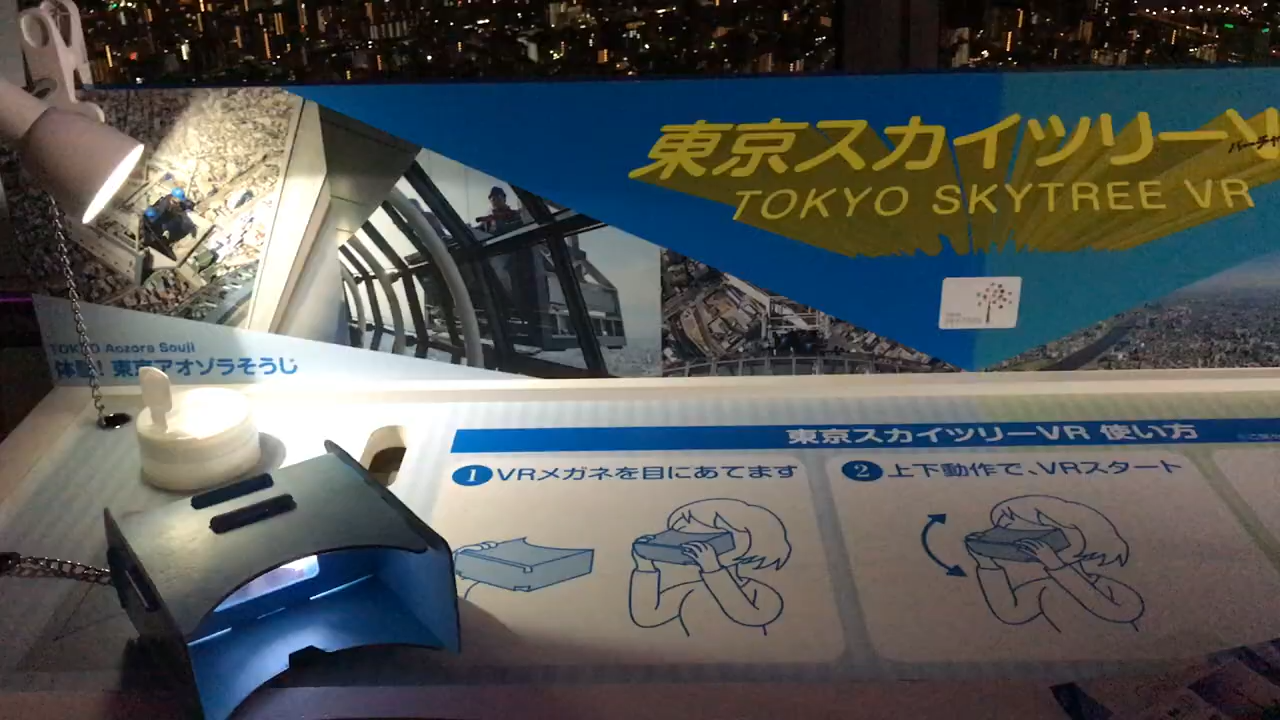 東京スカイツリーV
TOKYO SKYTREE VR
TOKYO Aozora Souji
体験! 東京アオゾラそうじ
東京スカイツリーVR 使い方
1 VRメガネを目にあてます
2 上下動作で、VRスタート